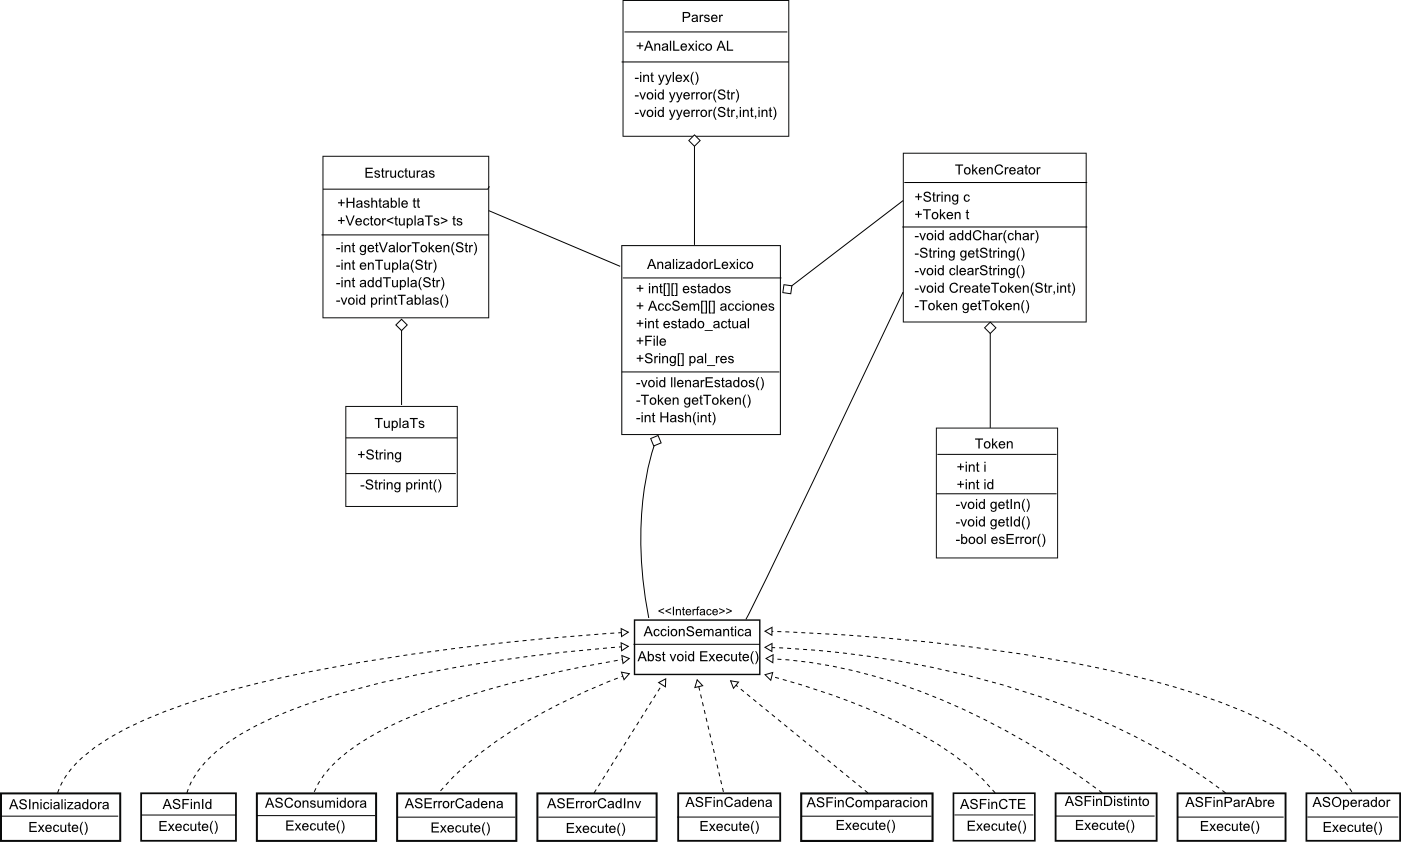 Parser
+AnalLexico AL
-int yylex()
-void yyerror(Str)
-void yyerror(Str,int,int)
Estructuras
+Hashtable tt
+Vector<tuplaTs> ts
-int getValorToken(Str)
-int enTupla(Str)
-int addTupla(Str)
-void printTablas()
TokenCreator
+String c
+Token t
-void addChar(char)
-String getString()
-void clearString()
-void CreateToken(Str,int)
-Token getToken()
AnalizadorLexico
+ int[][] estados
+ AccSem[][] acciones
+int estado_actual
+File
+Sring[] pal_res
-void llenarEstados()
-Token getToken()
-int Hash(int)
TuplaTs
+String
-String print()
Token
+int i
+int id
-void getIn()
-void getId()
-bool esError()
<<Interface>>
AccionSemantica
Abst void Execute()
ASInicializadora
Execute()
ASFinId
Execute()
ASConsumidora
Execute()
ASErrorCadena
Execute()
ASErrorCadInv
Execute()
ASFinCadena
Execute()
ASFinComparacion
Execute()
ASFinCTE
Execute()
ASFinDistinto
Execute()
ASFinParAbre
Execute()
ASOperador
Execute()